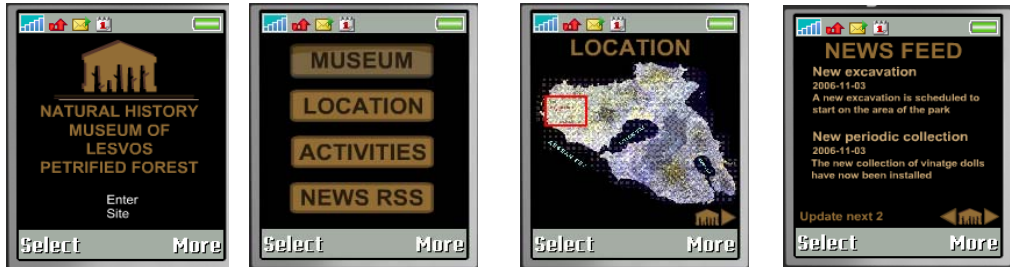 NATURAL HISTORY
MUSEUM OF
LESVOS
PETRIFIED FOREST
Enter
Site
Select More
MUSEUM
LOCATION
ACTIVITIES
NEWS RSS
Select More
LOCATION
Select More
NEWS FEED
New excavation
2006-11-03
A new excavation is scheduled to
start on the area of the park
New periodic collection
2006-11-03
The new collection of vinatge dolls
have now been installed
Update next 2
Select More